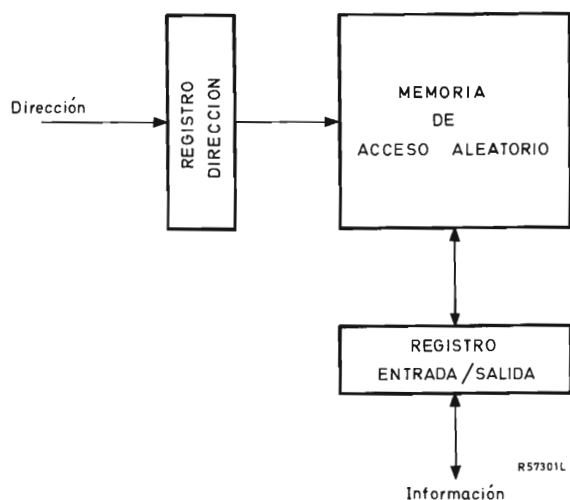 Dirección
REGISTRO
DIRECCION
MEMORIA
DE
ACCESO ALEATORIO
REGISTRO
ENTRADA/SALIDA
R57301L
Información